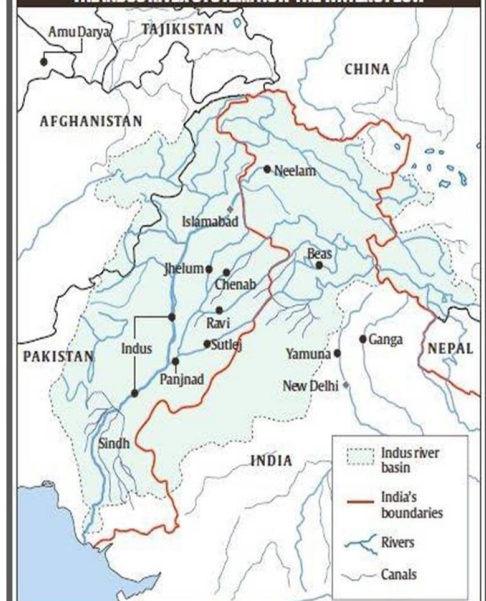 Amu Darya
TAJIKISTAN
CHINA
AFGHANISTAN
Neelam
Islamabad
Beas
Jhelum
Chenab
Ravi
Sutlej
Indus
PAKISTAN
Panjnad
Yamuna
Ganga
NEPAL
New Delhi
Sindh
INDIA
Indus river
basin
India's
boundaries
Rivers
Canals